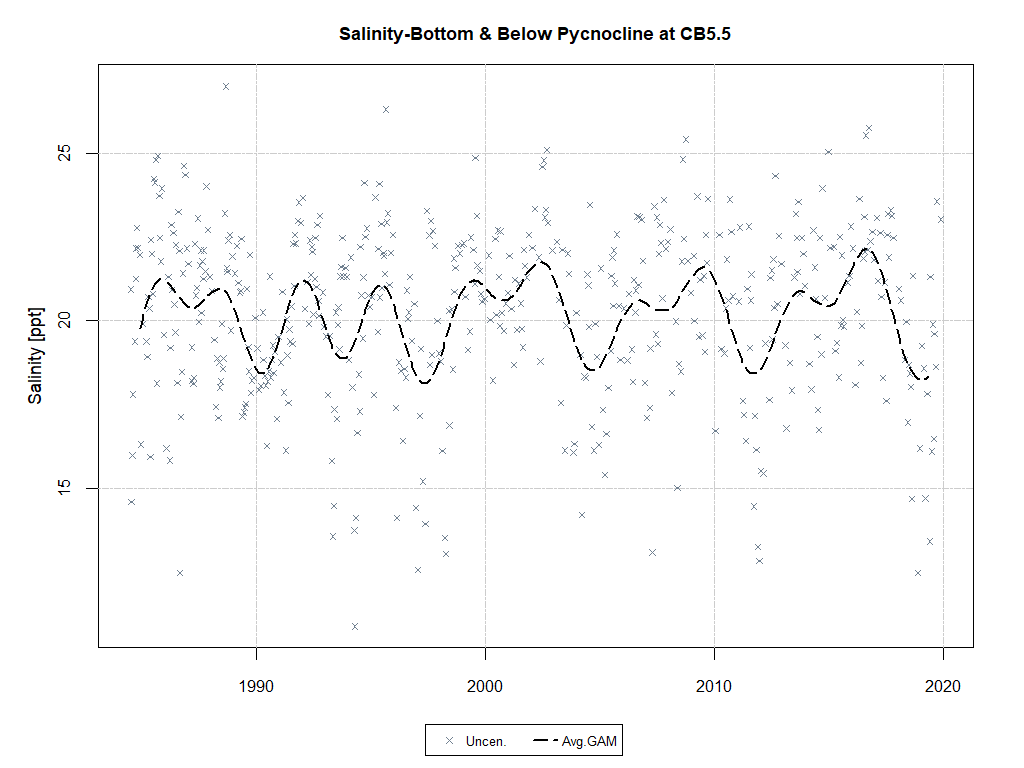 Salinity-Bottom & Below Pycnocline at CB5.5
25
20
15
Salinity [ppt]
1990
2000
2010
2020
Uncen.
Avg.GAM